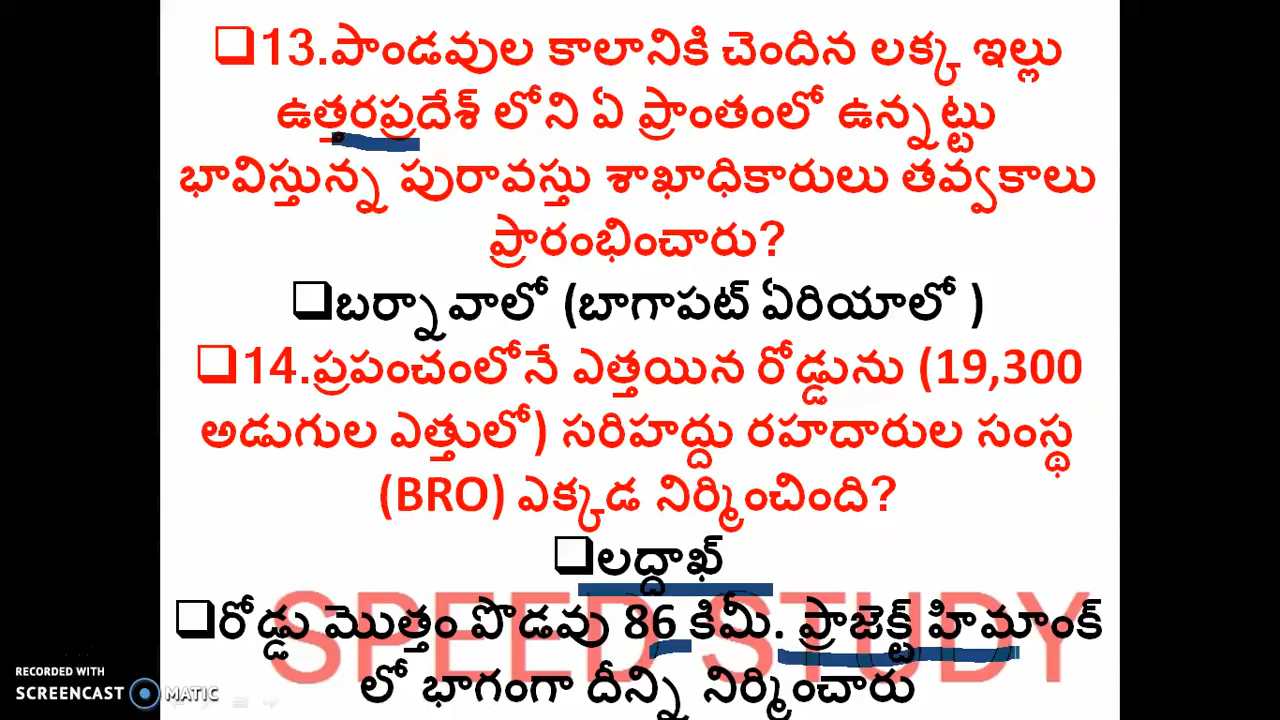 ❑13.పాండవుల కాలానికి చెందిన లక్క ఇల్లు
ఉత్తరప్రదేశ్ లోని ఏ ప్రాంతంలో ఉన్నట్టు
భావిస్తున్న పురావస్తు శాఖాధికారులు తవ్వకాలు
ప్రారంభించారు?
❑బర్నావాలో (బాగాపట్ ఏరియాలో )
❑14.ప్రపంచంలోనే ఎత్తయిన రోడ్డును (19,300
అడుగుల ఎత్తులో) సరిహద్దు రహదారుల సంస్థ
(BRO) ఎక్కడ నిర్మించింది?
❑లద్దాఖ్
❑రోడ్డు మొత్తం పొడవు 86 కిమీ. ప్రాజెక్ట్ హిమాంక్
లో భాగంగా దీన్ని నిర్మించారు
SPEED STUDY
RECORDED WITH
SCREENCAST MATIC